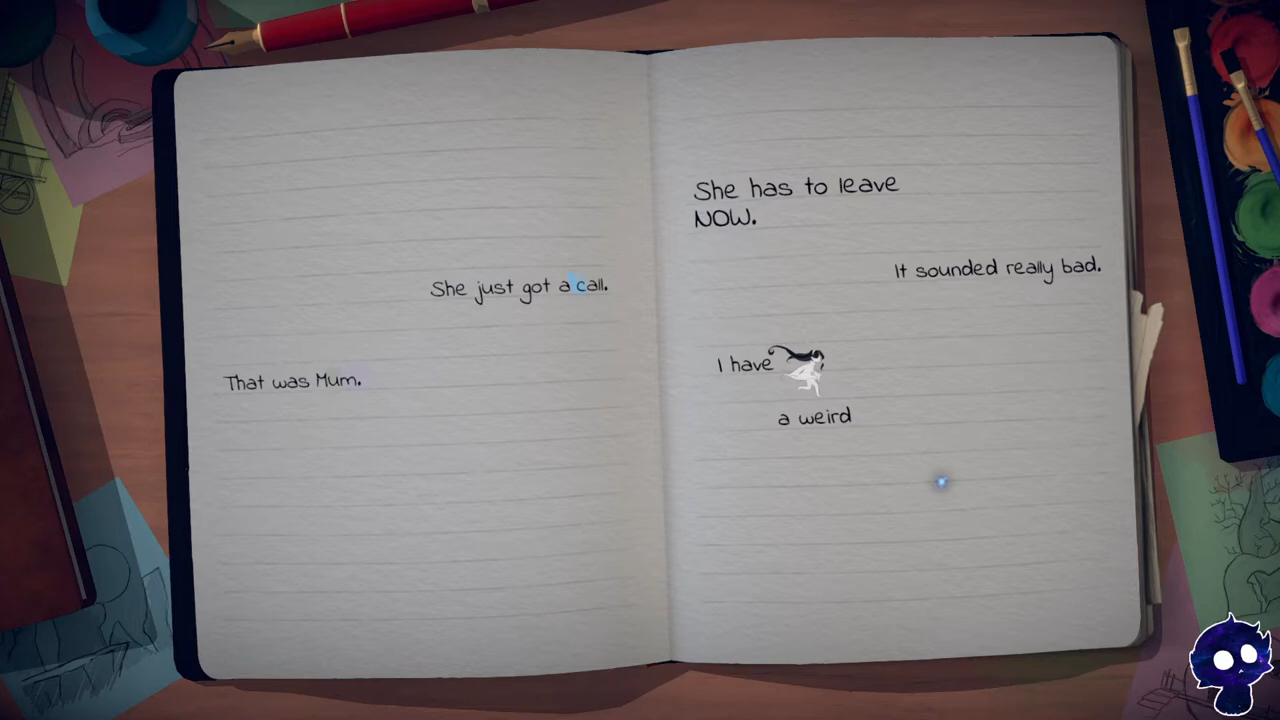 She just got a call.
That was Mum.
She has to leave
NOW.
It sounded really bad.
I have
a weird